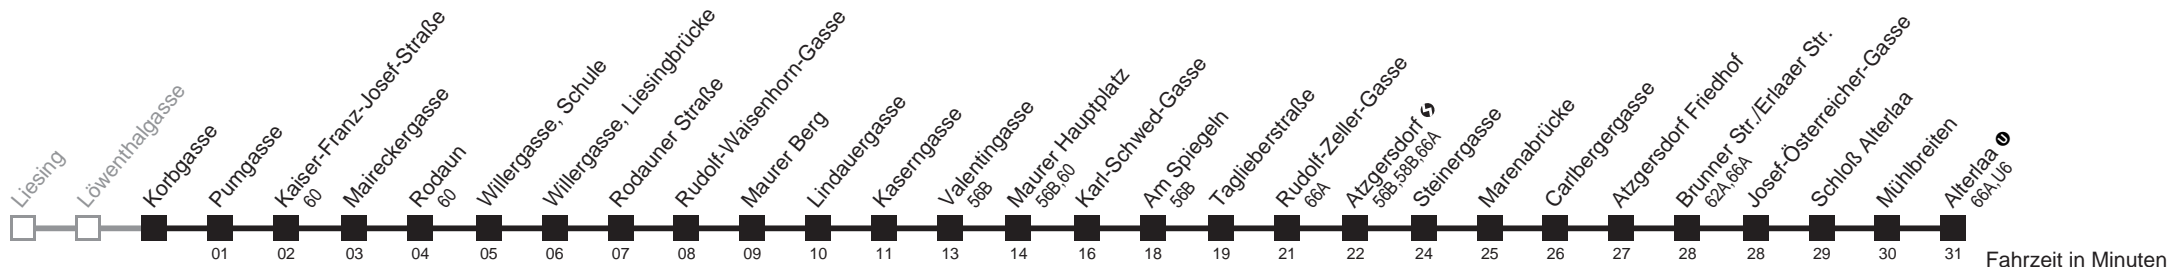 Liesing
Löwenthalgasse
Korbgasse
Pumgasse
01
Kaiser-Franz-Josef-Straße
60
02
Maireckergasse
03
Rodaun
60
04
Willergasse, Schule
05
Willergasse, Liesingbrücke
06
Rodauner Straße
07
Rudolf-Waisenhorn-Gasse
08
Maurer Berg
09
Lindauergasse
10
Kaserngasse
11
Valentingasse
56B
13
Maurer Hauptplatz
56B,60
14
Karl-Schwed-Gasse
16
Am Spiegeln
56B
18
Taglieberstraße
19
Rudolf-Zeller-Gasse
66A
21
Atzgersdorf S
56B,58B,66A
22
Steinergasse
24
Marenabrücke
25
Carlbergergasse
26
Atzgersdorf Friedhof
27
Brunner Str./Erlaaer Str.
62A,66A
28
Josef-Österreicher-Gasse
28
Schloß Alterlaa
29
Mühlbreiten
30
Alterlaa U
66A,U6
31
Fahrzeit in Minuten